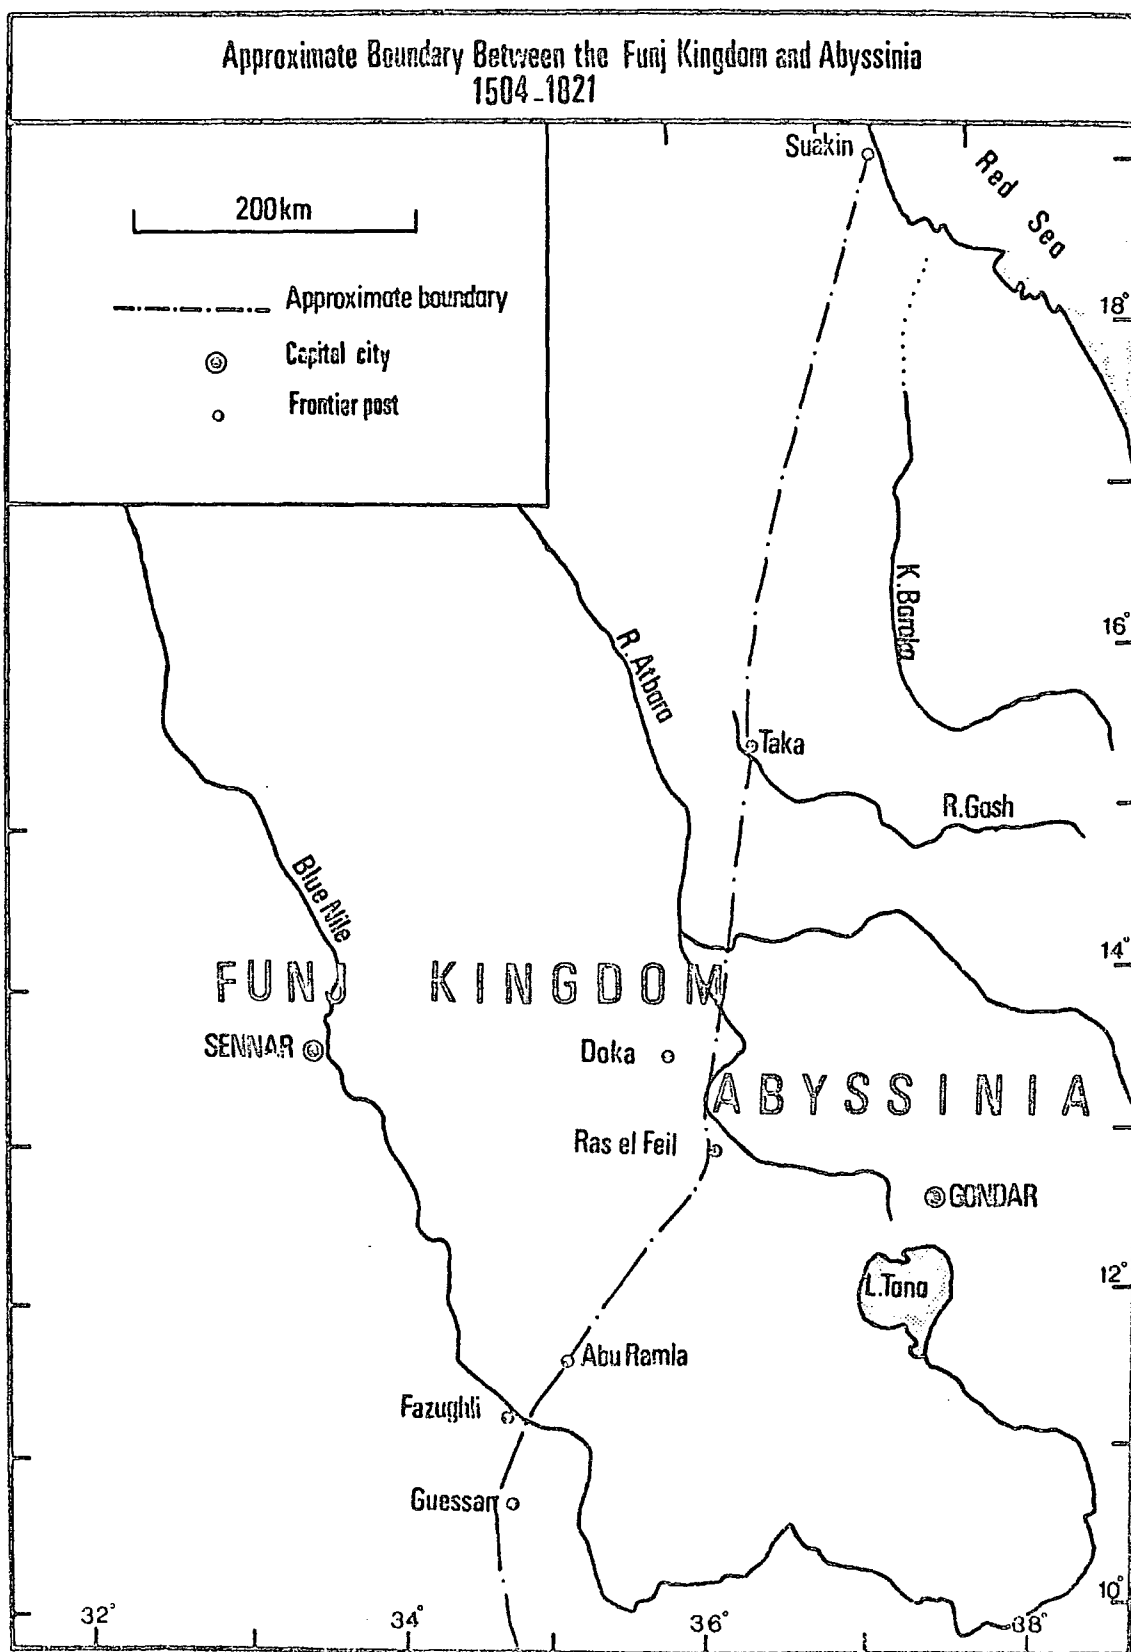 Approximate Boundary Between the Funj Kingdom and Abyssinia
1504-1821
200km
Approximate boundary
Capital city
Frontier post
Suakin
Red Sea
18°
K.Baraka
16°
R.Atbara
Taka
R.Gash
Blue Nile
14°
FUNJ KINGDOM
SENNAR
Doka
ABYSSINIA
Ras el Feil
GONDAR
12°
L.Tana
Abu Ramla
Fazughli
Guessan
10°
32°
34°
36°
38°